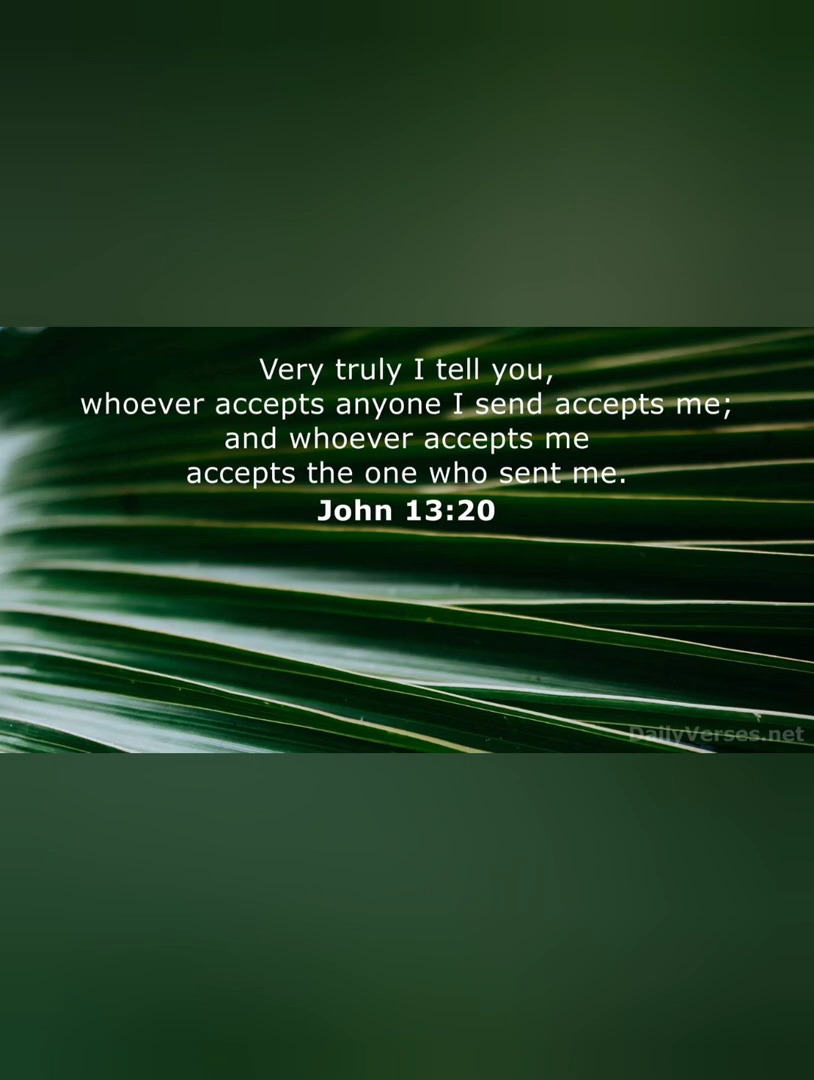 Very truly I tell you,
whoever accepts anyone I send accepts me;
and whoever accepts me
accepts the one who sent me.
John 13:20
DailyVerses.net